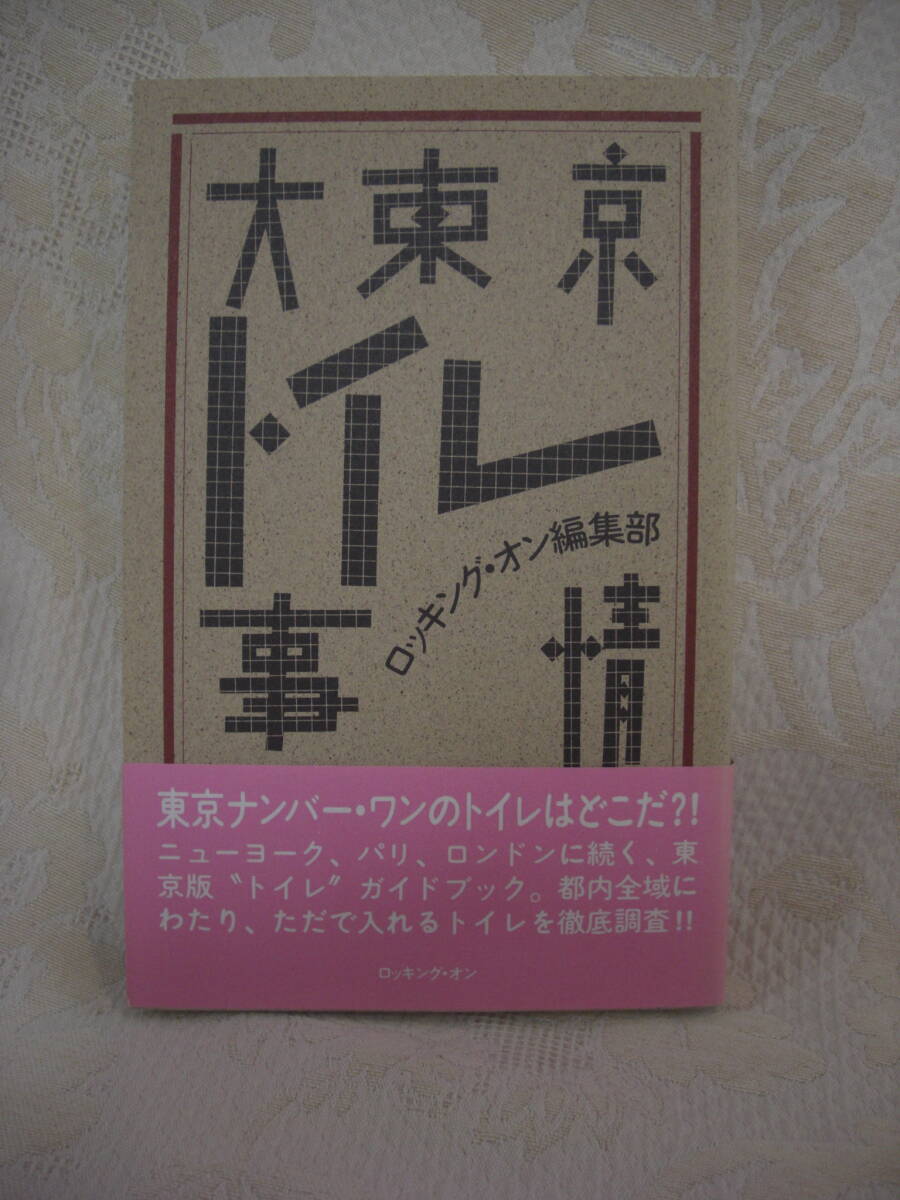 大東京
トイレ
ロッキング・オン編集部
事情
東京ナンバー・ワンのトイレはどこだ?!
ニューヨーク、パリ、ロンドンに続く、東
京版〝トイレ〟ガイドブック。都内全域に
わたり、ただで入れるトイレを徹底調査!!
ロッキング・オン